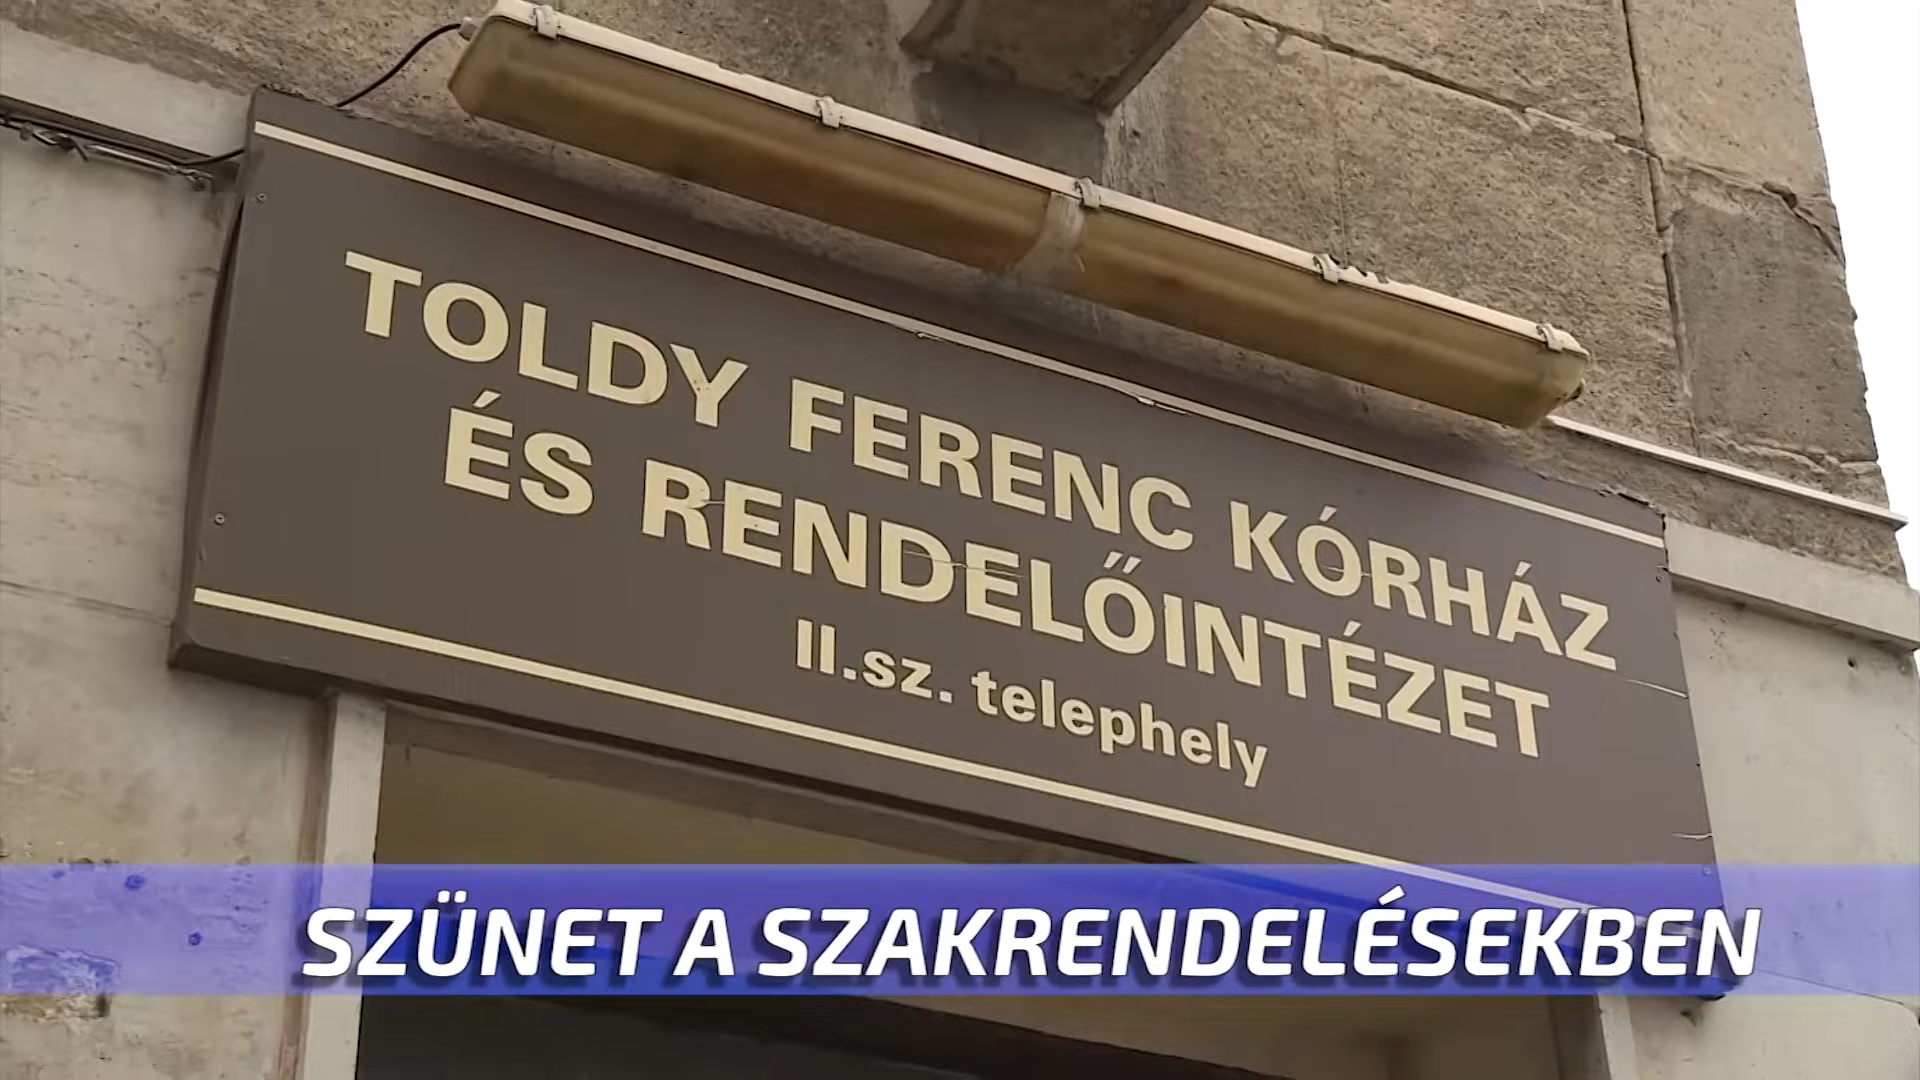 TOLDY FERENC KÓRHÁZ
ÉS RENDELŐINTÉZET
II.sz. telephely
SZÜNET A SZAKRENDELÉSEKBEN